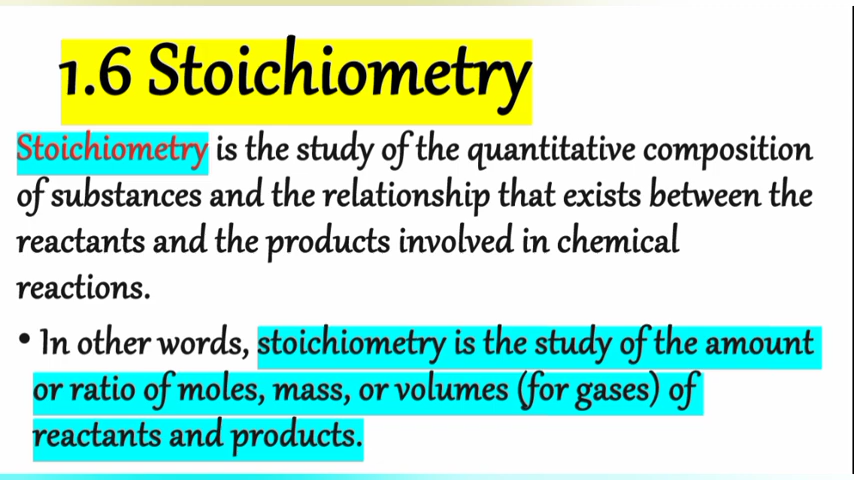 1.6 Stoichiometry
Stoichiometry is the study of the quantitative composition
of substances and the relationship that exists between the
reactants and the products involved in chemical
reactions.
• In other words, stoichiometry is the study of the amount
or ratio of moles, mass, or volumes (for gases) of
reactants and products.